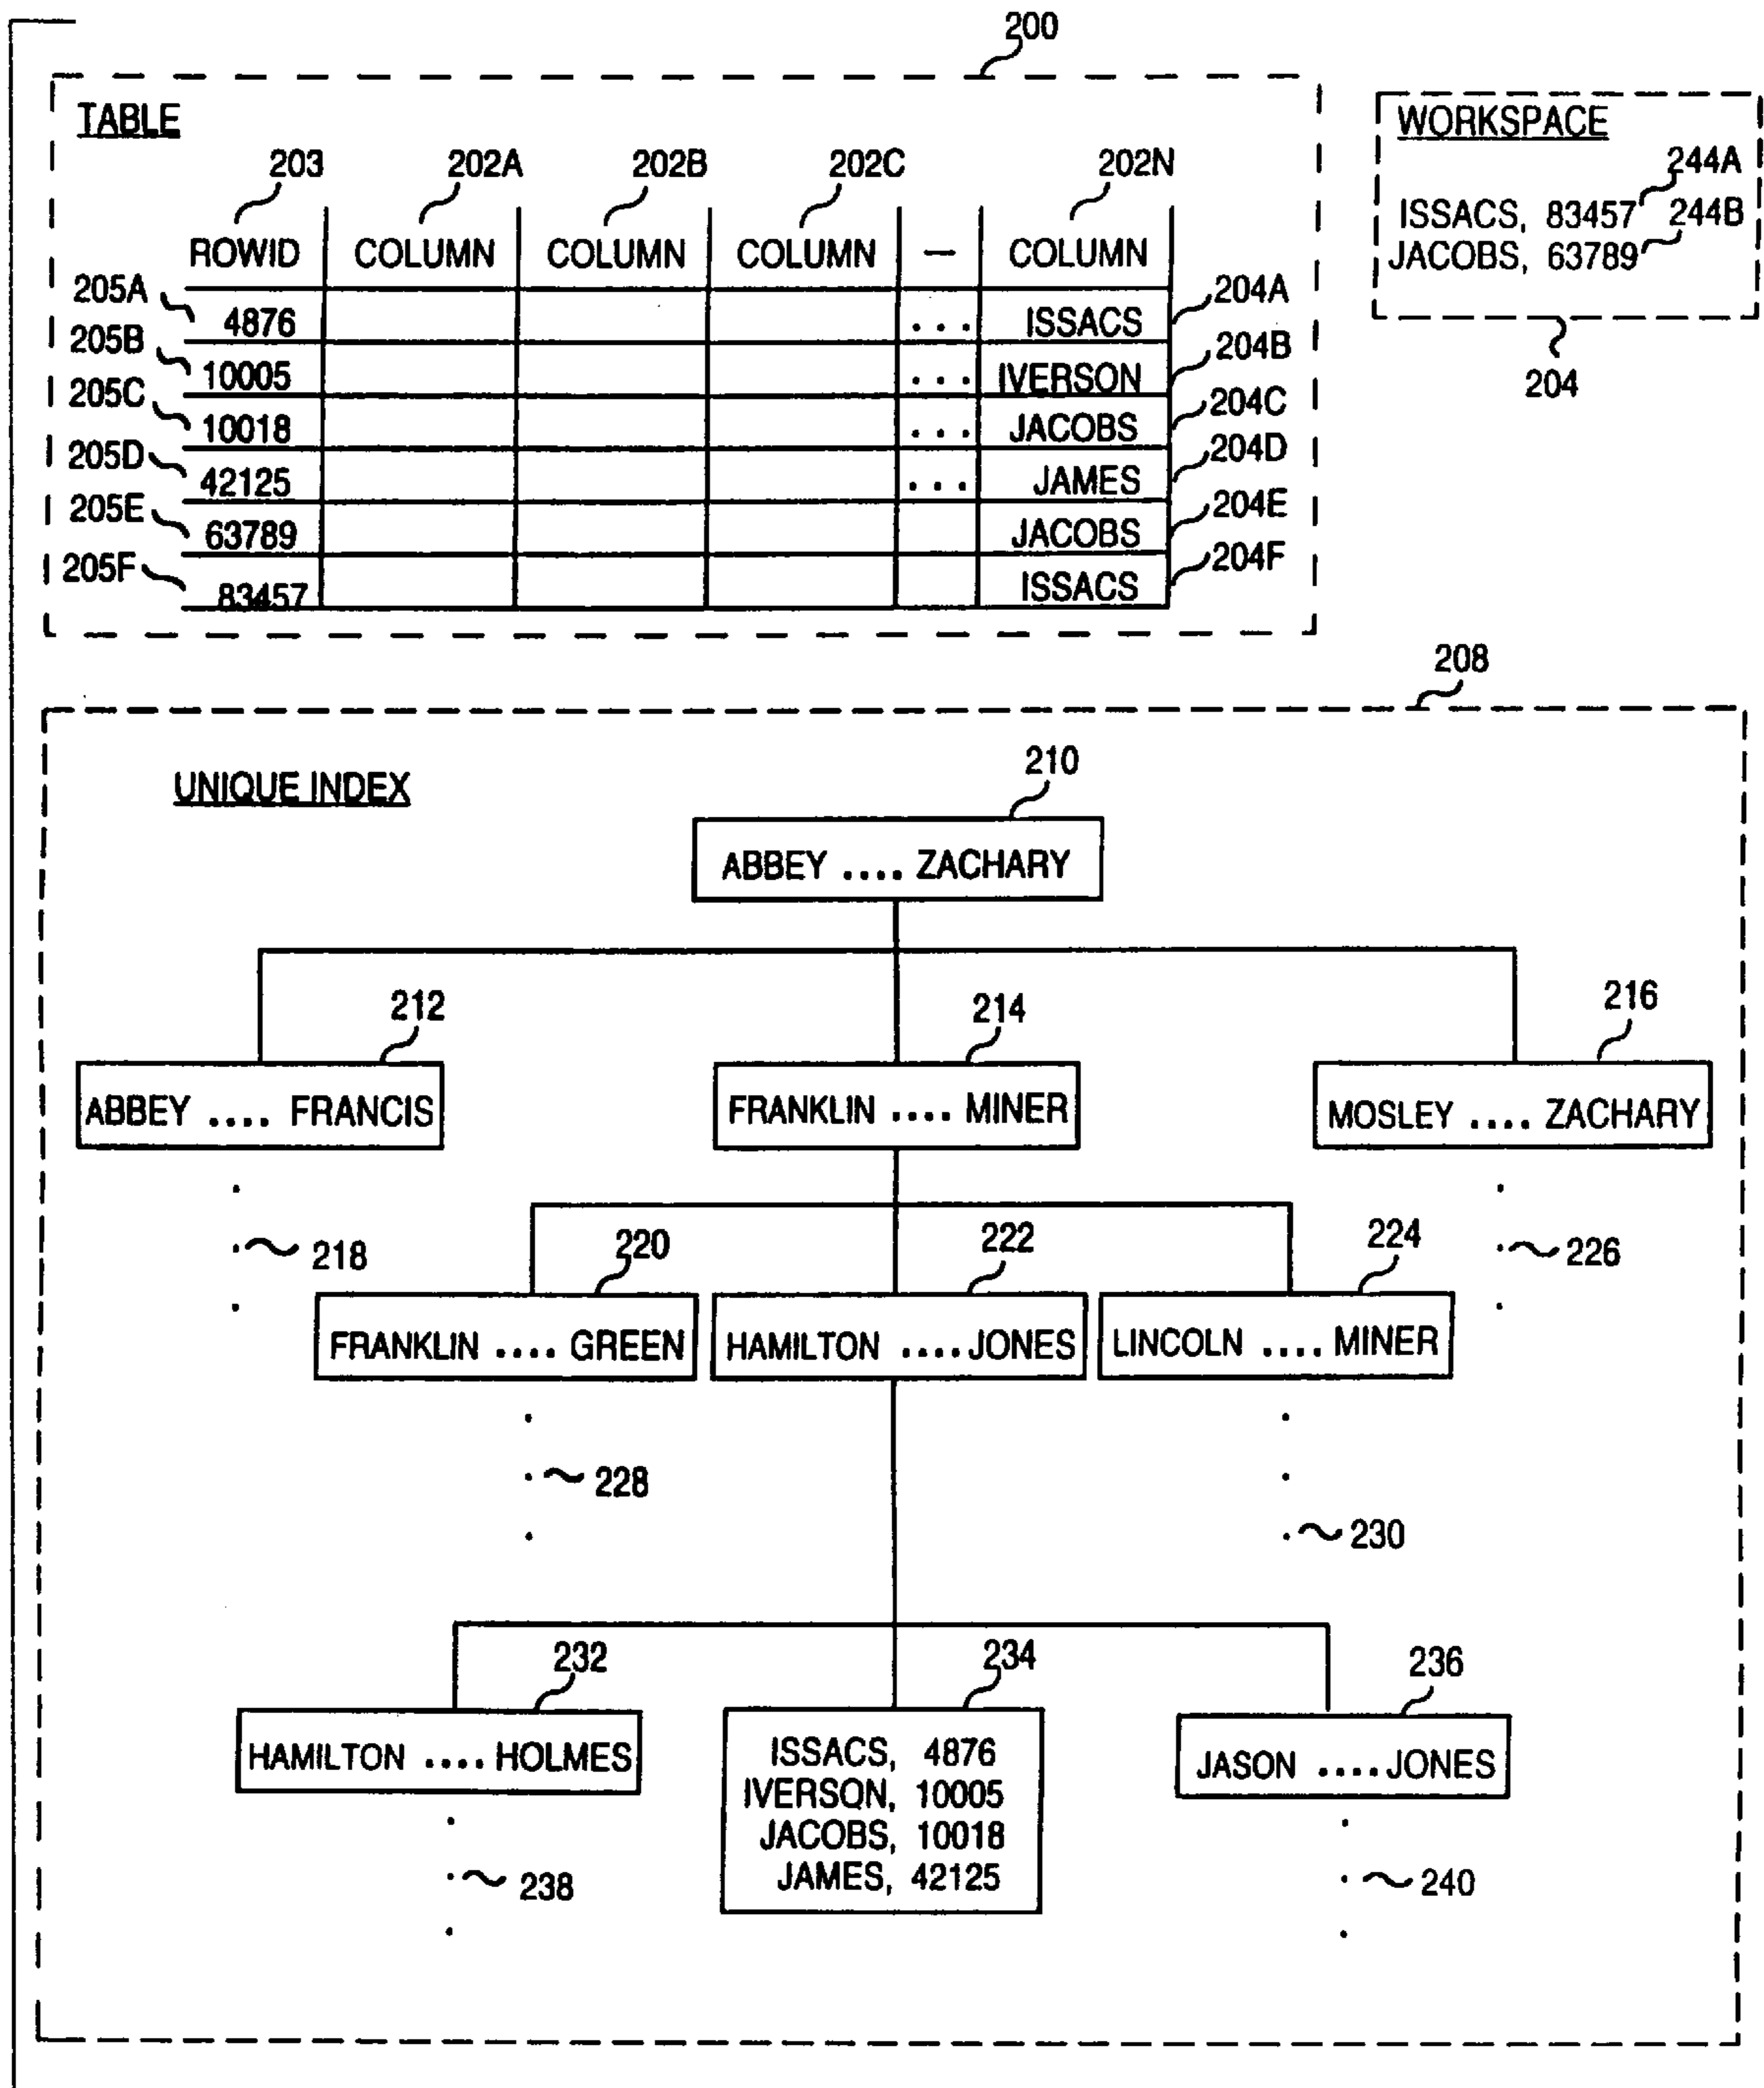 200
TABLE
203 202A 202B 202C 202N
ROWID COLUMN COLUMN COLUMN — COLUMN
205A 4876 ... ISSACS 204A
205B 10005 ... IVERSON 204B
205C 10018 ... JACOBS 204C
205D 42125 ... JAMES 204D
205E 63789 JACOBS 204E
205F 83457 ISSACS 204F
WORKSPACE
244A
ISSACS, 83457 244B
JACOBS, 63789
204
208
UNIQUE INDEX
210
ABBEY .... ZACHARY
212 214 216
ABBEY .... FRANCIS FRANKLIN .... MINER MOSLEY .... ZACHARY
218 220 222 224 226
FRANKLIN .... GREEN HAMILTON .... JONES LINCOLN .... MINER
228
230
232 234 236
HAMILTON .... HOLMES
ISSACS, 4876
IVERSON, 10005
JACOBS, 10018
JAMES, 42125
JASON .... JONES
238 240